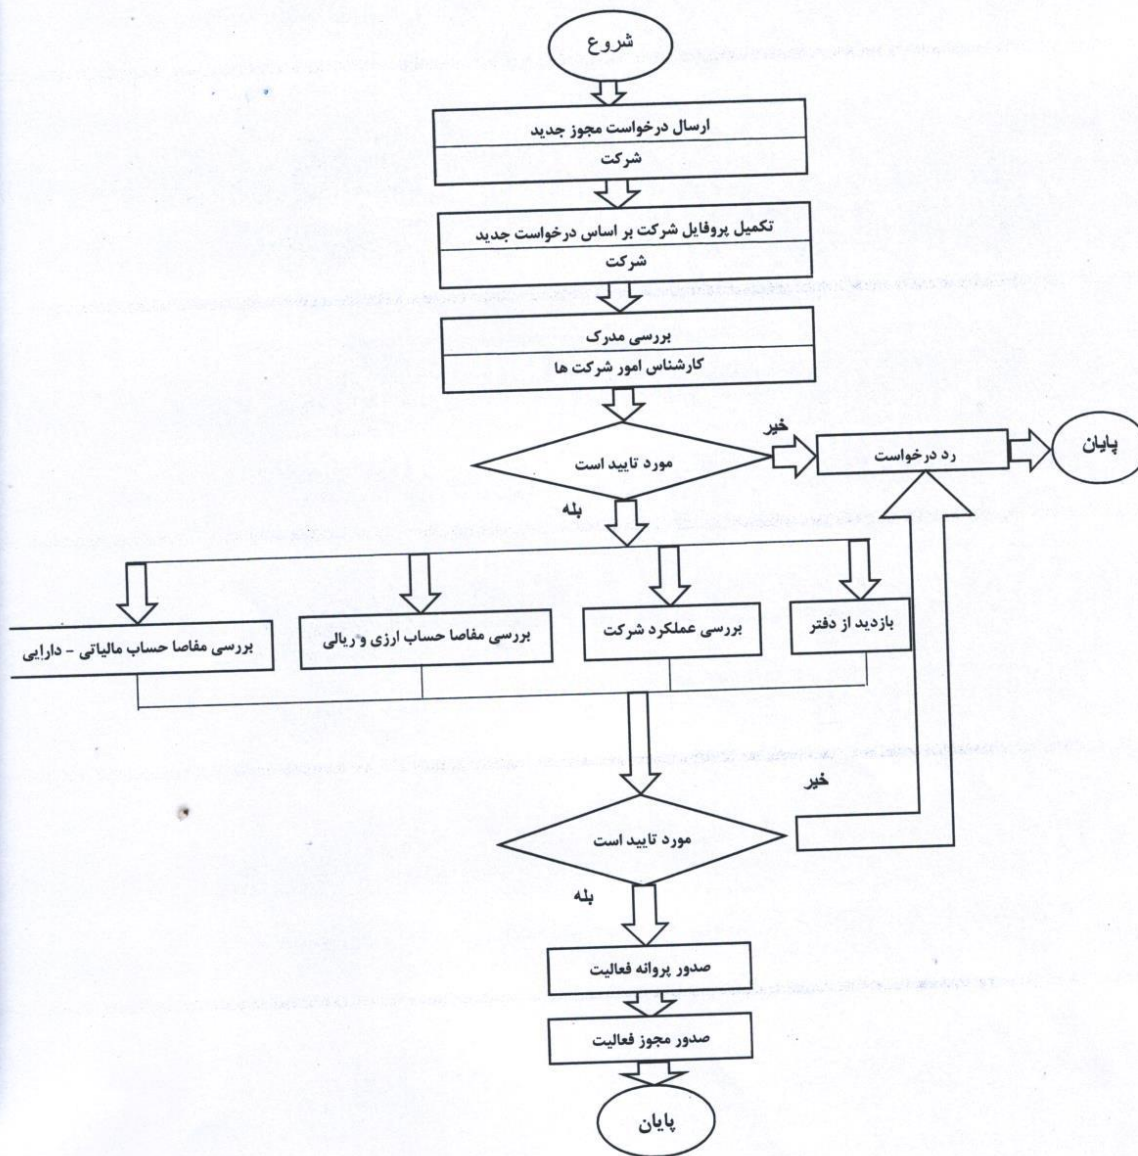 شروع
ارسال درخواست مجوز جدید
شرکت
تکمیل پروفایل شرکت بر اساس درخواست جدید
شرکت
بررسی مدرک
کارشناس امور شرکت ها
مورد تایید است
خیر
رد درخواست
پایان
بله
بازدید از دفتر
بررسی عملکرد شرکت
بررسی مفاصا حساب ارزی و ریالی
بررسی مفاصا حساب مالیاتی - دارایی
مورد تایید است
خیر
بله
صدور پروانه فعالیت
صدور مجوز فعالیت
پایان